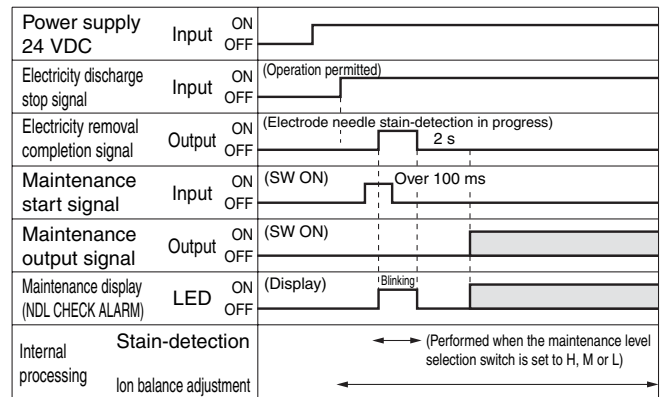 Power supply
24 VDC
Input
ON
OFF
Electricity discharge
stop signal
Input
ON
OFF
(Operation permitted)
Electricity removal
completion signal
Output
ON
OFF
(Electrode needle stain-detection in progress)
2 s
Maintenance
start signal
Input
ON
OFF
(SW ON)
Over 100 ms
Maintenance
output signal
Output
ON
OFF
(SW ON)
Maintenance display
(NDL CHECK ALARM)
LED
ON
OFF
(Display)
Blinking
Internal
processing
Stain-detection
(Performed when the maintenance level
selection switch is set to H, M or L)
Ion balance adjustment